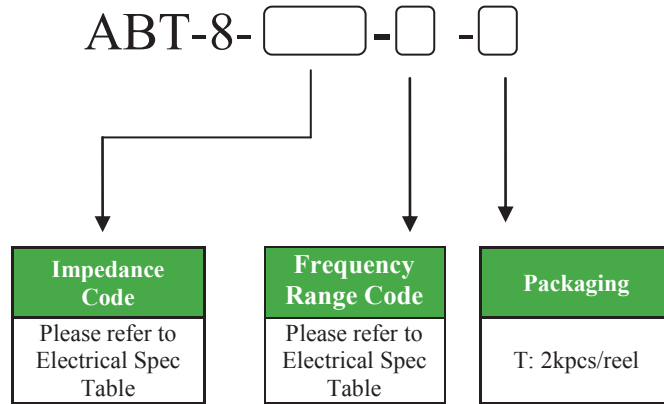 ABT-8- - -
Impedance
Code
Please refer to
Electrical Spec
Table
Frequency
Range Code
Please refer to
Electrical Spec
Table
Packaging
T: 2kpcs/reel